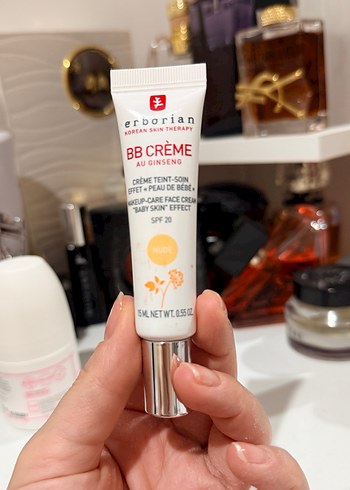 erborian
KOREAN SKIN THERAPY
BB CRÈME
AU GINSENG
CRÈME TEINT-SOIN
EFFET « PEAU DE BÉBÉ »
MAKEUP-CARE FACE CREAM
"BABY SKIN" EFFECT
SPF 20
NUDE
15 ML NET WT. 0.55 OZ.